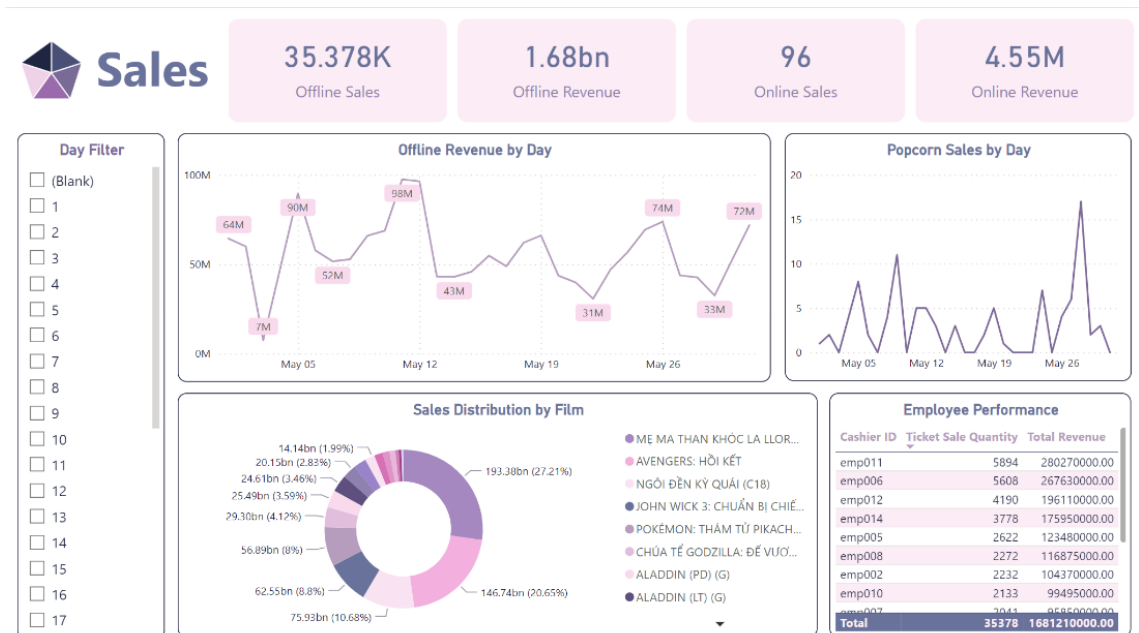 Sales
35.378K
Offline Sales
1.68bn
Offline Revenue
96
Online Sales
4.55M
Online Revenue
Day Filter
(Blank)
1
2
3
4
5
6
7
8
9
10
11
12
13
14
15
16
17
Offline Revenue by Day
100M
50M
0M
64M
7M
90M
52M
98M
43M
31M
74M
33M
72M
May 05
May 12
May 19
May 26
Popcorn Sales by Day
20
15
10
5
0
May 05
May 12
May 19
May 26
Sales Distribution by Film
14.14bn (1.99%)
20.15bn (2.83%)
24.61bn (3.46%)
25.49bn (3.59%)
29.30bn (4.12%)
56.89bn (8%)
62.55bn (8.8%)
75.93bn (10.68%)
146.74bn (20.65%)
193.38bn (27.21%)
MẸ MA THAN KHÓC LA LLOR...
AVENGERS: HỒI KẾT
NGÔI ĐỀN KỲ QUÁI (C18)
JOHN WICK 3: CHUẨN BỊ CHIẾ...
POKÉMON: THÁM TỬ PIKACH...
CHÚA TỂ GODZILLA: ĐẾ VƯƠ...
ALADDIN (PD) (G)
ALADDIN (LT) (G)
Employee Performance
Cashier ID Ticket Sale Quantity Total Revenue
emp011 5894 280270000.00
emp006 5608 267630000.00
emp012 4190 196110000.00
emp014 3778 175950000.00
emp005 2622 123480000.00
emp008 2272 116875000.00
emp002 2232 104370000.00
emp010 2133 99495000.00
emp007 2041 95850000.00
Total 35378 1681210000.00